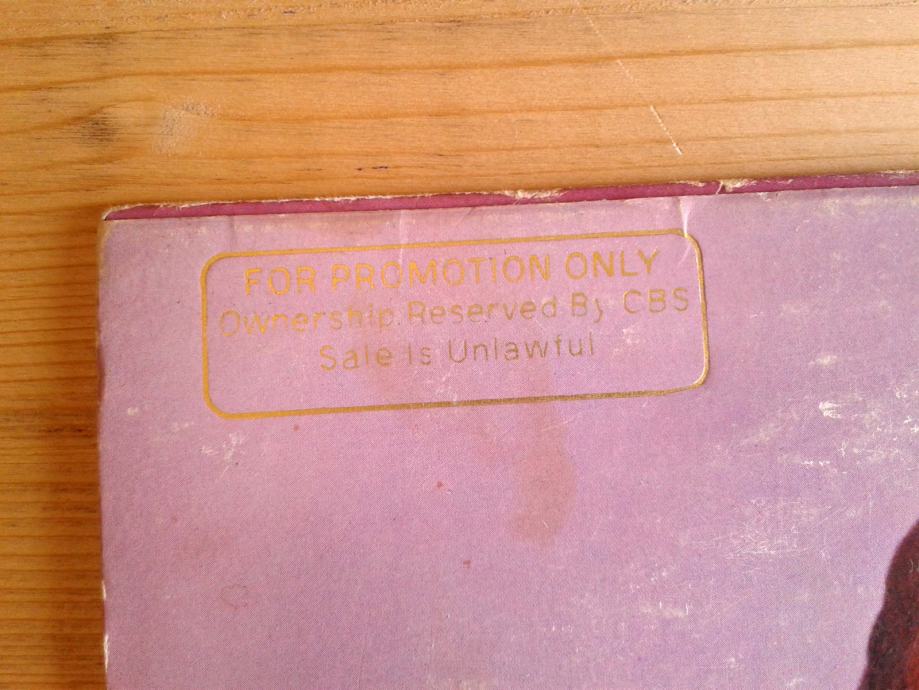 FOR PROMOTION ONLY
Ownership Reserved By CBS
Sale is Unlawful